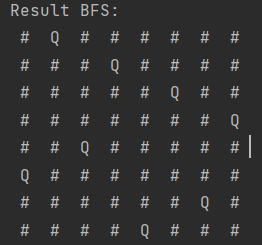 Result BFS:
# Q # # # # # #
# # # Q # # # #
# # # # # Q # #
# # # # # # # Q
# # Q # # # # #
Q # # # # # # #
# # # # # # Q #
# # # # Q # # #